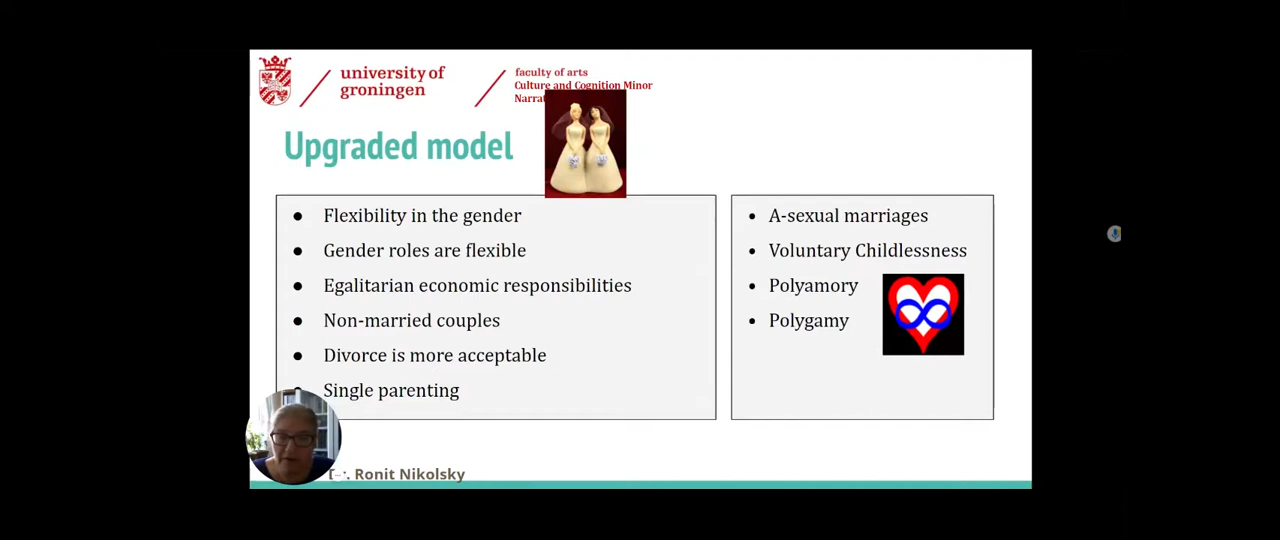 university of
groningen
faculty of arts
Culture and Cognition Minor
Upgraded model
● Flexibility in the gender
● Gender roles are flexible
● Egalitarian economic responsibilities
● Non-married couples
● Divorce is more acceptable
● Single parenting
• A-sexual marriages
• Voluntary Childlessness
• Polyamory
• Polygamy
Ronit Nikolsky